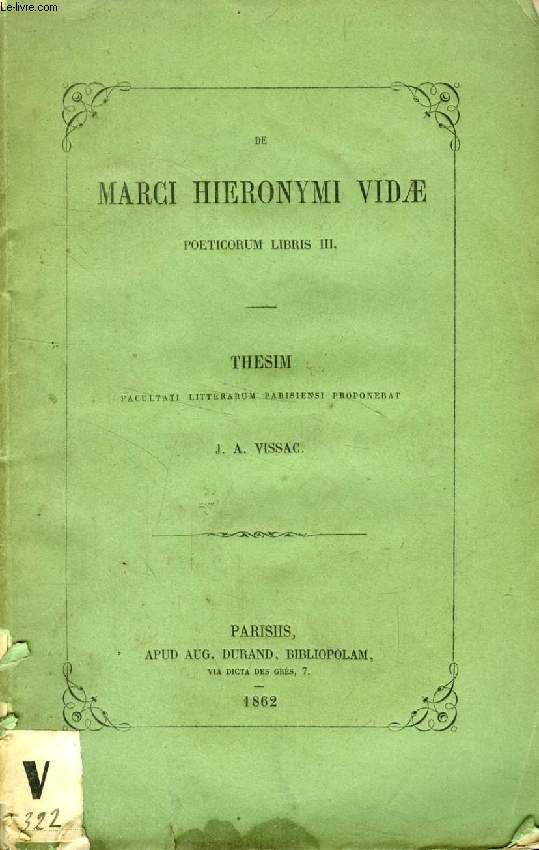 Le-livre.com
DE
MARCI HIERONYMI VIDÆ
POETICORUM LIBRIS III.
THESIM
FACULTATI LITTERARUM PARISIENSI PROPONEBAT
J. A. VISSAC.
PARISIIS,
APUD AUG. DURAND, BIBLIOPOLAM,
VIA DICTA DES GRÈS, 7.
1862
V
322